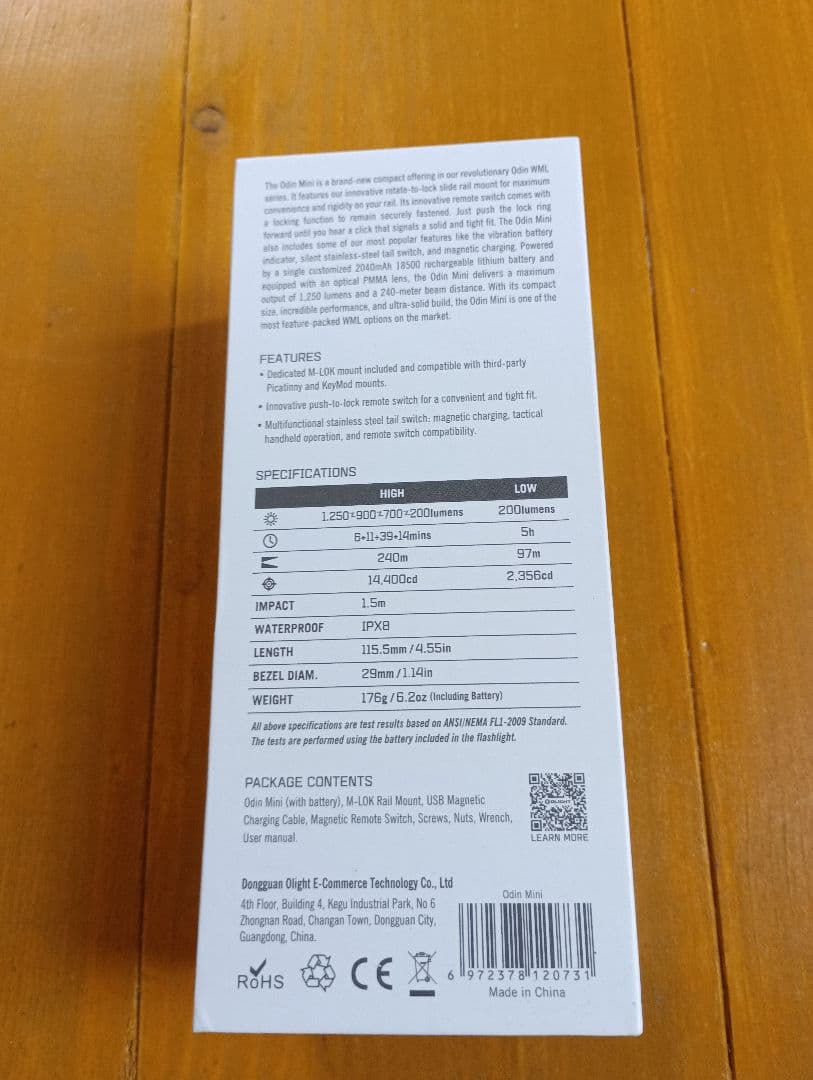 The Odin Mini is a brand-new compact offering in our revolutionary Odin WML
series. It features our innovative rotate-to-lock slide rail mount for maximum
convenience and rigidity on your rail. Its innovative remote switch comes with
a locking function to remain securely fastened. Just push the lock ring
forward until you hear a click that signals a solid and tight fit. The Odin Mini
also includes some of our most popular features like the vibration battery
indicator, silent stainless-steel tail switch, and magnetic charging. Powered
by a single customized 2040mAh 18500 rechargeable lithium battery and
equipped with an optical PMMA lens, the Odin Mini delivers a maximum
output of 1,250 lumens and a 240-meter beam distance. With its compact
size, incredible performance, and ultra-solid build, the Odin Mini is one of the
most feature-packed WML options on the market.
FEATURES
• Dedicated M-LOK mount included and compatible with third-party
Picatinny and KeyMod mounts.
• Innovative push-to-lock remote switch for a convenient and tight fit.
• Multifunctional stainless steel tail switch: magnetic charging, tactical
handheld operation, and remote switch compatibility.
SPECIFICATIONS
HIGH LOW
1,250~900~700~200lumens 200lumens
6+11+39+14mins 5h
240m 97m
14,400cd 2,356cd
IMPACT 1.5m
WATERPROOF IPX8
LENGTH 115.5mm/4.55in
BEZEL DIAM. 29mm/1.14in
WEIGHT 176g/6.2oz (Including Battery)
All above specifications are test results based on ANSI/NEMA FL1-2009 Standard.
The tests are performed using the battery included in the flashlight.
PACKAGE CONTENTS
Odin Mini (with battery), M-LOK Rail Mount, USB Magnetic
Charging Cable, Magnetic Remote Switch, Screws, Nuts, Wrench,
User manual.
OLIGHT
LEARN MORE
Dongguan Olight E-Commerce Technology Co., Ltd
4th Floor, Building 4, Kegu Industrial Park, No 6
Zhongnan Road, Changan Town, Dongguan City,
Guangdong, China.
RoHS
CE
Odin Mini
6 972378 120731
Made in China